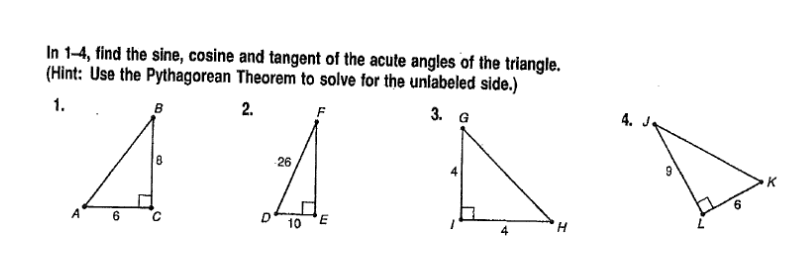 In 1–4, find the sine, cosine and tangent of the acute angles of the triangle.
(Hint: Use the Pythagorean Theorem to solve for the unlabeled side.)
1. B 8 A 6 C
2. F 26 D 10 E
3. G 4 I 4 H
4. J 9 K 6 L